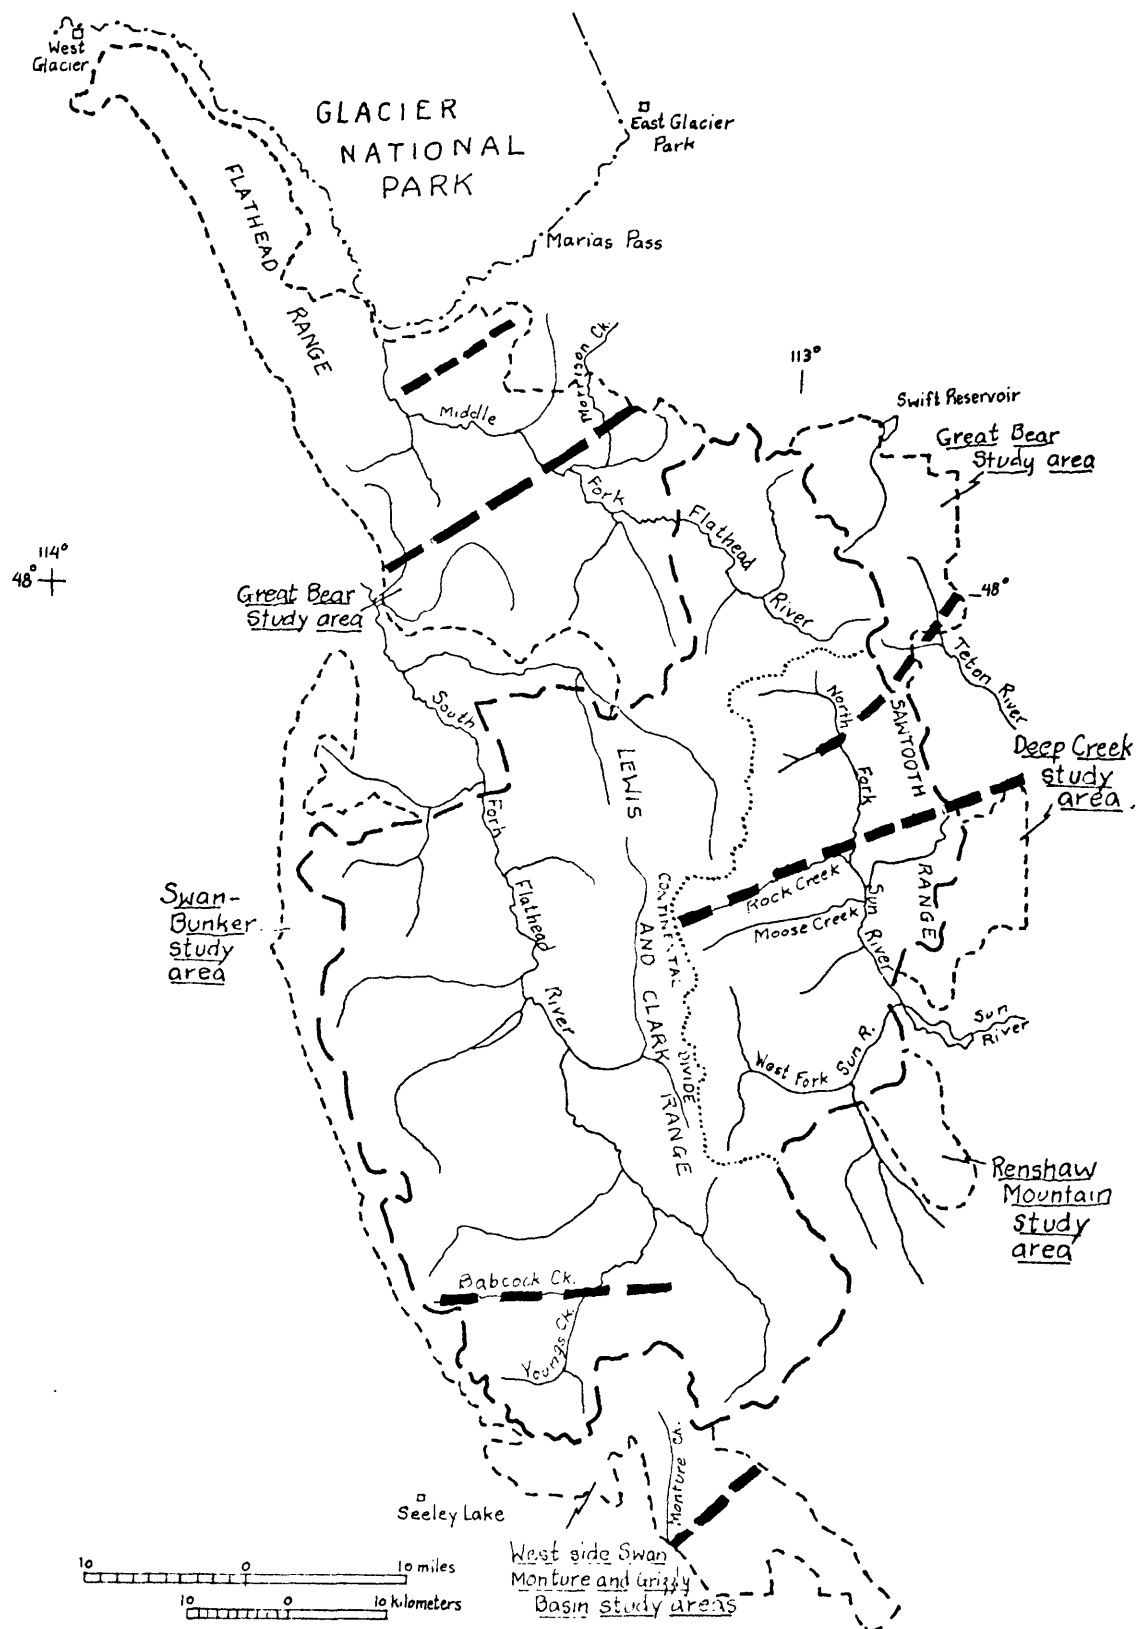 West
Glacier
GLACIER
NATIONAL
PARK
East Glacier
Park
FLATHEAD
RANGE
Marias Pass
Morrison Ck.
Middle
Fork
Flathead
River
113°
Swift Reservoir
Great Bear
Study area
114°
48°
48°
Great Bear
Study area
Teton River
South
Fork
Flathead
River
LEWIS
AND CLARK
RANGE
CONTINENTAL
DIVIDE
North
Fork
Sun
River
SAWTOOTH
RANGE
Deep Creek
study
area
Rock Creek
Moose Creek
Swan-
Bunker
study
area
Sun
River
West Fork Sun R.
Renshaw
Mountain
study
area
Babcock Ck.
Youngs Ck.
Monture Ck.
Seeley Lake
West side Swan
Monture and Grizzly
Basin study areas
10 0 10 miles
10 0 10 kilometers